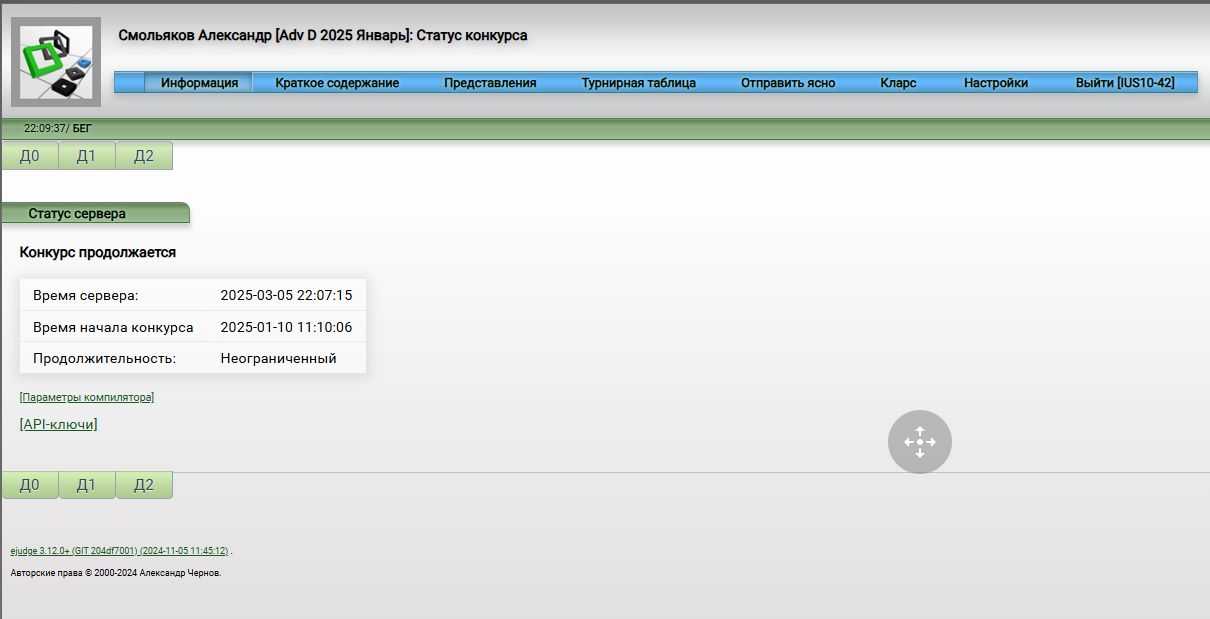 Смольяков Александр [Adv D 2025 Январь]: Статус конкурса
Информация Краткое содержание Представления Турнирная таблица Отправить ясно Кларс Настройки Выйти [IUS10-42]
22:09:37/ БЕГ
Д0 Д1 Д2
Статус сервера
Конкурс продолжается
Время сервера: 2025-03-05 22:07:15
Время начала конкурса 2025-01-10 11:10:06
Продолжительность: Неограниченный
[Параметры компилятора]
[API-ключи]
Д0 Д1 Д2
ejudge 3.12.0+ (GIT 204df7001) (2024-11-05 11:45:12) .
Авторские права © 2000-2024 Александр Чернов.